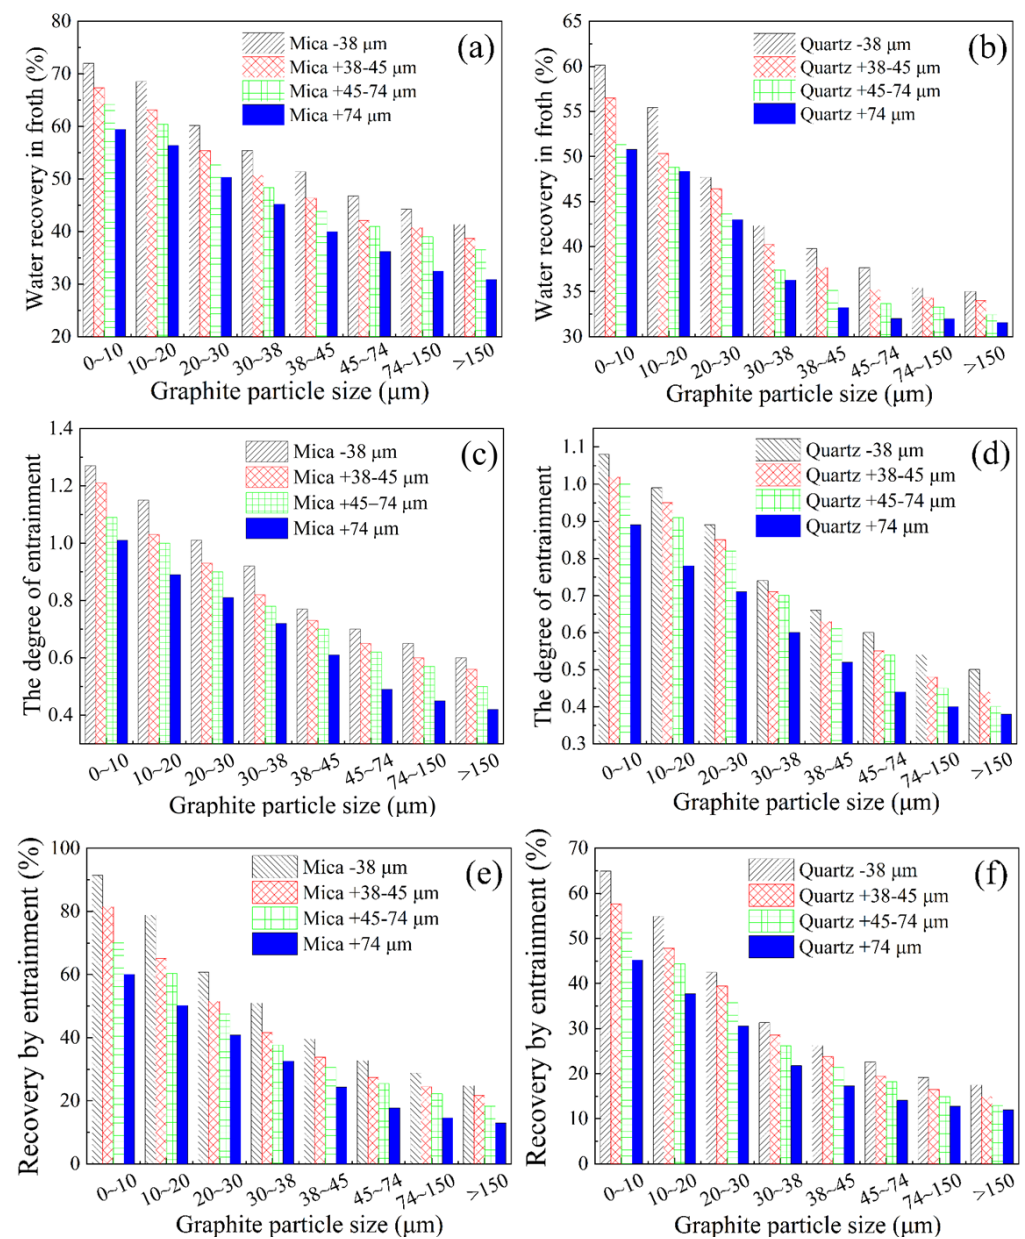 80
70
60
50
40
30
20
Water recovery in froth (%)
Mica -38 μm
Mica +38-45 μm
Mica +45-74 μm
Mica +74 μm
(a)
0~10
10~20
20~30
30~38
38~45
45~74
74~150
>150
Graphite particle size (μm)
60
55
50
45
40
35
30
Water recovery in froth (%)
Quartz -38 μm
Quartz +38-45 μm
Quartz +45-74 μm
Quartz +74 μm
(b)
0~10
10~20
20~30
30~38
38~45
45~74
74~150
>150
Graphite particle size (μm)
1.4
1.2
1.0
0.8
0.6
0.4
The degree of entrainment
Mica -38 μm
Mica +38-45 μm
Mica +45–74 μm
Mica +74 μm
(c)
0~10
10~20
20~30
30~38
38~45
45~74
74~150
>150
Graphite particle size (μm)
1.1
1.0
0.9
0.8
0.7
0.6
0.5
0.4
0.3
The degree of entrainment
Quartz -38 μm
Quartz +38-45 μm
Quartz +45-74 μm
Quartz +74 μm
(d)
0~10
10~20
20~30
30~38
38~45
45~74
74~150
>150
Graphite particle size (μm)
100
80
60
40
20
0
Recovery by entrainment (%)
Mica -38 μm
Mica +38-45 μm
Mica +45-74 μm
Mica +74 μm
(e)
0~10
10~20
20~30
30~38
38~45
45~74
74~150
>150
Graphite particle size (μm)
70
60
50
40
30
20
10
0
Recovery by entrainment (%)
Quartz -38 μm
Quartz +38-45 μm
Quartz +45-74 μm
Quartz +74 μm
(f)
0~10
10~20
20~30
30~38
38~45
45~74
74~150
>150
Graphite particle size (μm)